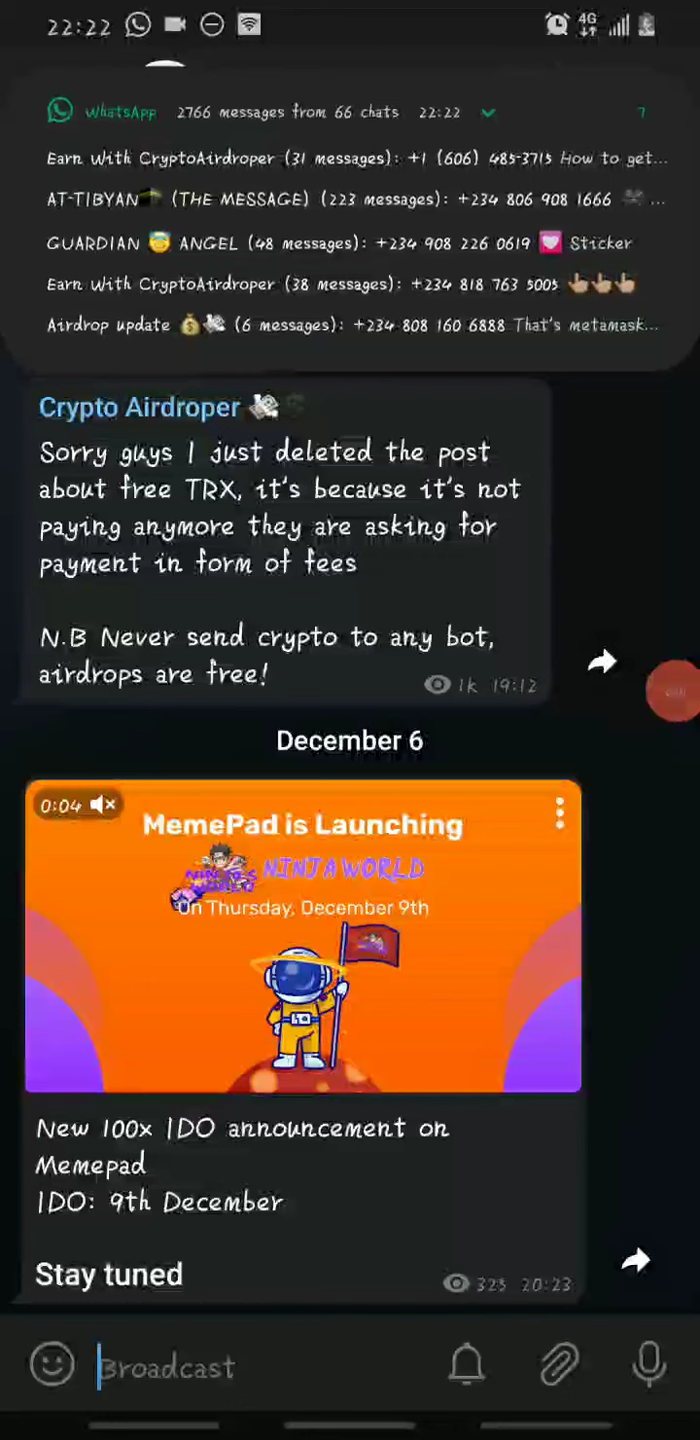 22:22 4G
WhatsApp 2766 messages from 66 chats 22:22 7
Earn With CryptoAirdroper (31 messages): +1 (606) 485-3715 How to get...
AT-TIBYAN (THE MESSAGE) (223 messages): +234 806 908 1666 ...
GUARDIAN 😇 ANGEL (48 messages): +234 908 226 0619 💟 Sticker
Earn With CryptoAirdroper (38 messages): +234 818 763 5005 👆🏽👆🏽👆🏽
Airdrop update 💰💸 (6 messages): +234 808 160 6888 That's metamask...
Crypto Airdroper 💸
Sorry guys I just deleted the post
about free TRX, it's because it's not
paying anymore they are asking for
payment in form of fees
N.B Never send crypto to any bot,
airdrops are free!
1k 19:12
December 6
0:04
MemePad is Launching
NINJA WORLD
On Thursday, December 9th
New 100x IDO announcement on
Memepad
IDO: 9th December
Stay tuned
325 20:23
Broadcast